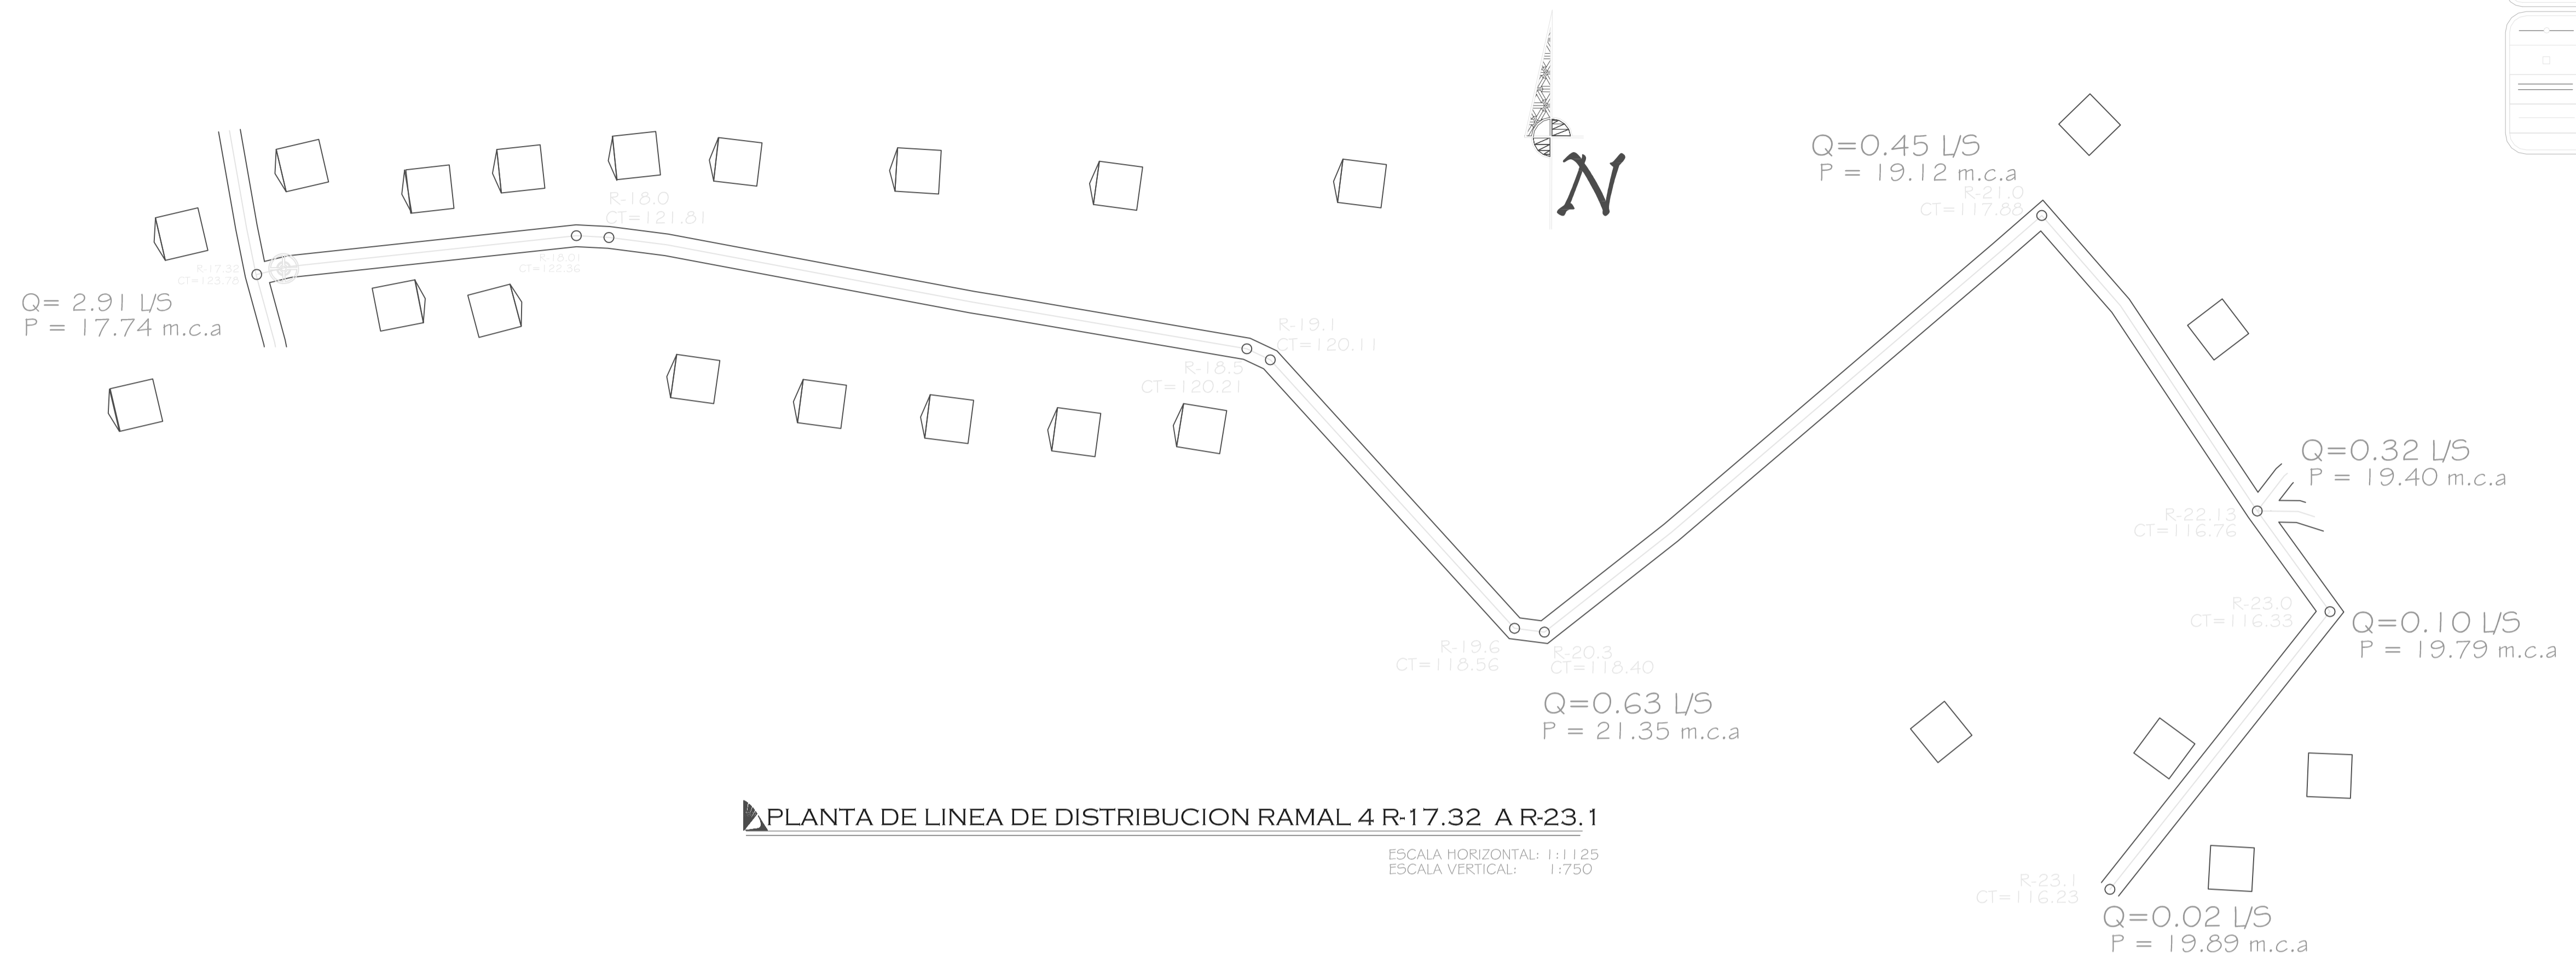 N
Q=0.45 L/S
P = 19.12 m.c.a
R-21.0
CT=117.88
R-18.0
CT=121.81
R-18.01
CT=122.36
R-17.32
CT=123.78
Q= 2.91 L/S
P = 17.74 m.c.a
R-19.1
CT=120.11
R-18.5
CT=120.21
Q=0.32 L/S
P = 19.40 m.c.a
R-22.13
CT=116.76
R-23.0
CT=116.33
Q=0.10 L/S
P = 19.79 m.c.a
R-19.6
CT=118.56
R-20.3
CT=118.40
Q=0.63 L/S
P = 21.35 m.c.a
PLANTA DE LINEA DE DISTRIBUCION RAMAL 4 R-17.32 A R-23.1
ESCALA HORIZONTAL: 1:1125
ESCALA VERTICAL: 1:750
R-23.1
CT=116.23
Q=0.02 L/S
P = 19.89 m.c.a